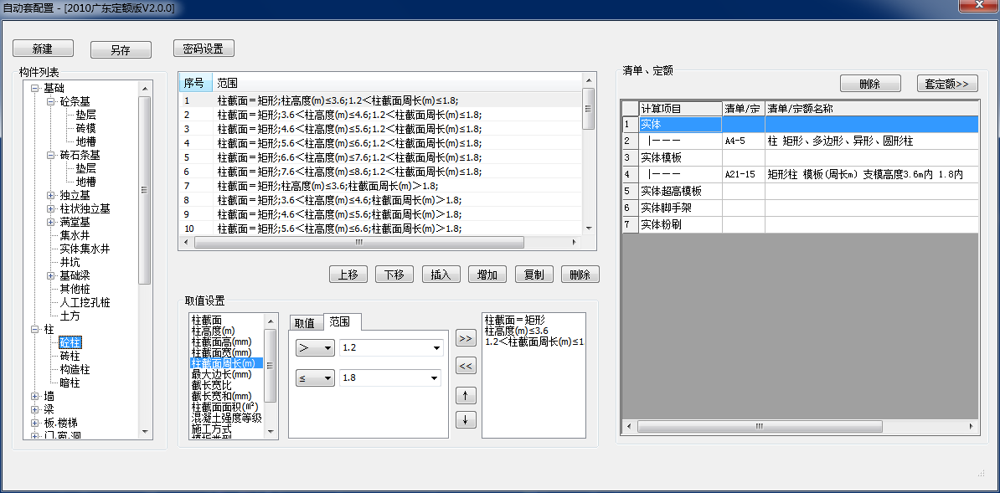 自动套配置 - [2010广东定额版V2.0.0]
新建
另存
密码设置
构件列表
基础
砼条基
垫层
砖模
地槽
砖石条基
垫层
地槽
独立基
柱状独立基
满堂基
集水井
实体集水井
井坑
基础梁
其他桩
人工挖孔桩
土方
柱
砼柱
砖柱
构造柱
暗柱
墙
梁
板.楼梯
门.窗.洞
序号 范围
1 柱截面＝矩形;柱高度(m)≤3.6;1.2＜柱截面周长(m)≤1.8;
2 柱截面＝矩形;3.6＜柱高度(m)≤4.6;1.2＜柱截面周长(m)≤1.8;
3 柱截面＝矩形;4.6＜柱高度(m)≤5.6;1.2＜柱截面周长(m)≤1.8;
4 柱截面＝矩形;5.6＜柱高度(m)≤6.6;1.2＜柱截面周长(m)≤1.8;
5 柱截面＝矩形;6.6＜柱高度(m)≤7.6;1.2＜柱截面周长(m)≤1.8;
6 柱截面＝矩形;7.6＜柱高度(m)≤8.6;1.2＜柱截面周长(m)≤1.8;
7 柱截面＝矩形;柱高度(m)≤3.6;柱截面周长(m)＞1.8;
8 柱截面＝矩形;3.6＜柱高度(m)≤4.6;柱截面周长(m)＞1.8;
9 柱截面＝矩形;4.6＜柱高度(m)≤5.6;柱截面周长(m)＞1.8;
10 柱截面＝矩形;5.6＜柱高度(m)≤6.6;柱截面周长(m)＞1.8;
上移
下移
插入
增加
复制
删除
取值设置
柱截面
柱高度(m)
柱截面高(mm)
柱截面宽(mm)
柱截面周长(m)
最大边长(mm)
截长宽比
截长宽和(mm)
柱截面面积(㎡)
混凝土强度等级
施工方式
模板类型
取值
范围
＞ 1.2
≤ 1.8
>>
<<
↑
↓
柱截面＝矩形
柱高度(m)≤3.6
1.2＜柱截面周长(m)≤1
清单、定额
删除
套定额>>
计算项目 清单/定 清单/定额名称
1 实体
2 |－－－ A4-5 柱 矩形、多边形、异形、圆形柱
3 实体模板
4 |－－－ A21-15 矩形柱 模板(周长m) 支模高度3.6m内 1.8内
5 实体超高模板
6 实体脚手架
7 实体粉刷